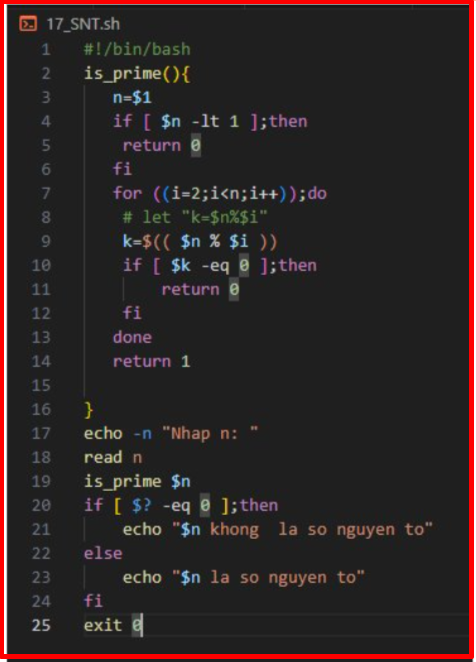 17_SNT.sh
1 #!/bin/bash
2 is_prime(){
3 n=$1
4 if [ $n -lt 1 ];then
5 return 0
6 fi
7 for ((i=2;i<n;i++));do
8 # let "k=$n%$i"
9 k=$(( $n % $i ))
10 if [ $k -eq 0 ];then
11 return 0
12 fi
13 done
14 return 1
15
16 }
17 echo -n "Nhap n: "
18 read n
19 is_prime $n
20 if [ $? -eq 0 ];then
21 echo "$n khong  la so nguyen to"
22 else
23 echo "$n la so nguyen to"
24 fi
25 exit 0